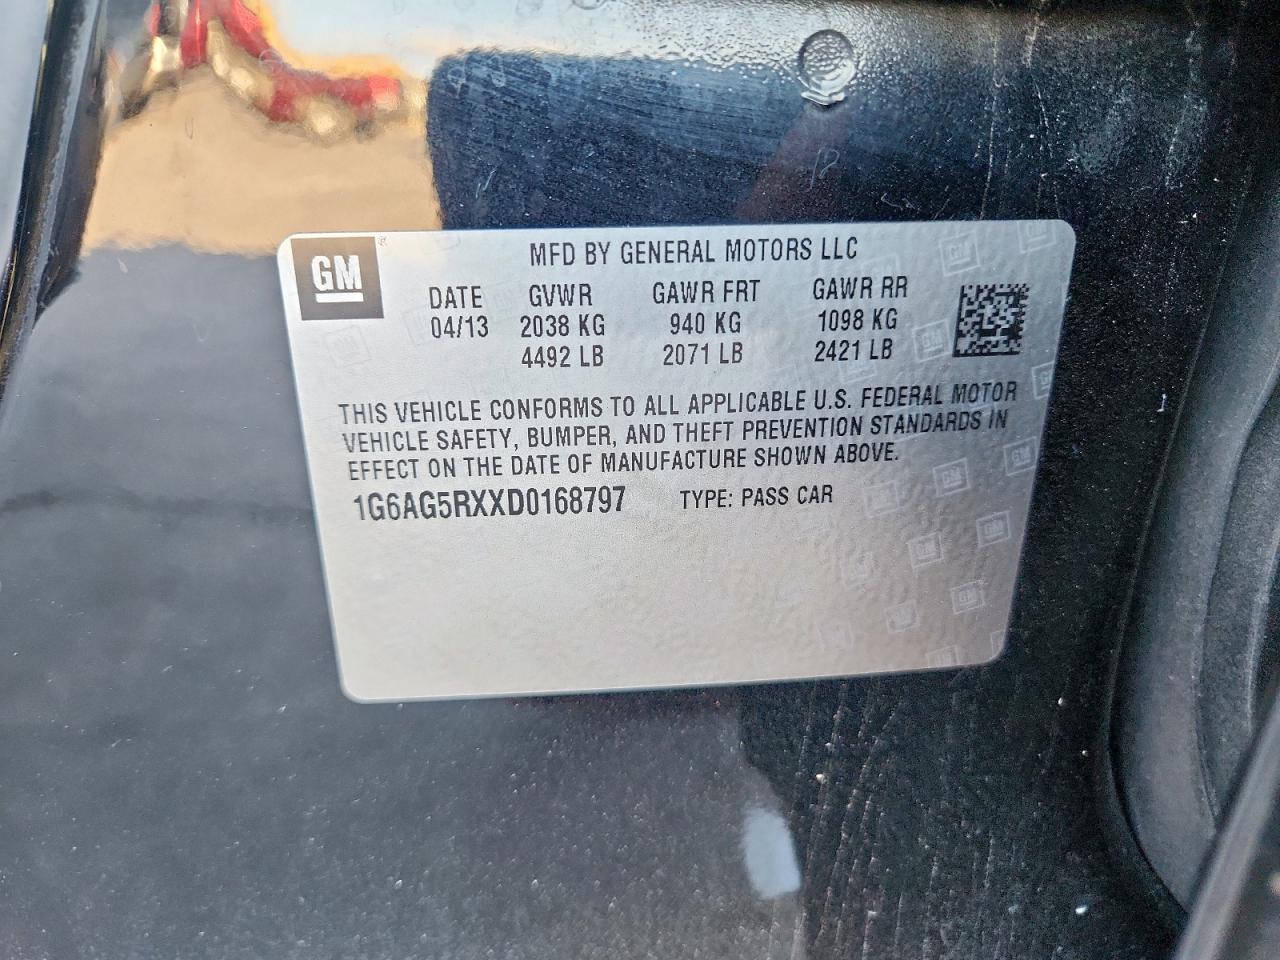 GM
MFD BY GENERAL MOTORS LLC
DATE GVWR GAWR FRT GAWR RR
04/13 2038 KG 940 KG 1098 KG
4492 LB 2071 LB 2421 LB
THIS VEHICLE CONFORMS TO ALL APPLICABLE U.S. FEDERAL MOTOR
VEHICLE SAFETY, BUMPER, AND THEFT PREVENTION STANDARDS IN
EFFECT ON THE DATE OF MANUFACTURE SHOWN ABOVE.
1G6AG5RXXD0168797 TYPE: PASS CAR